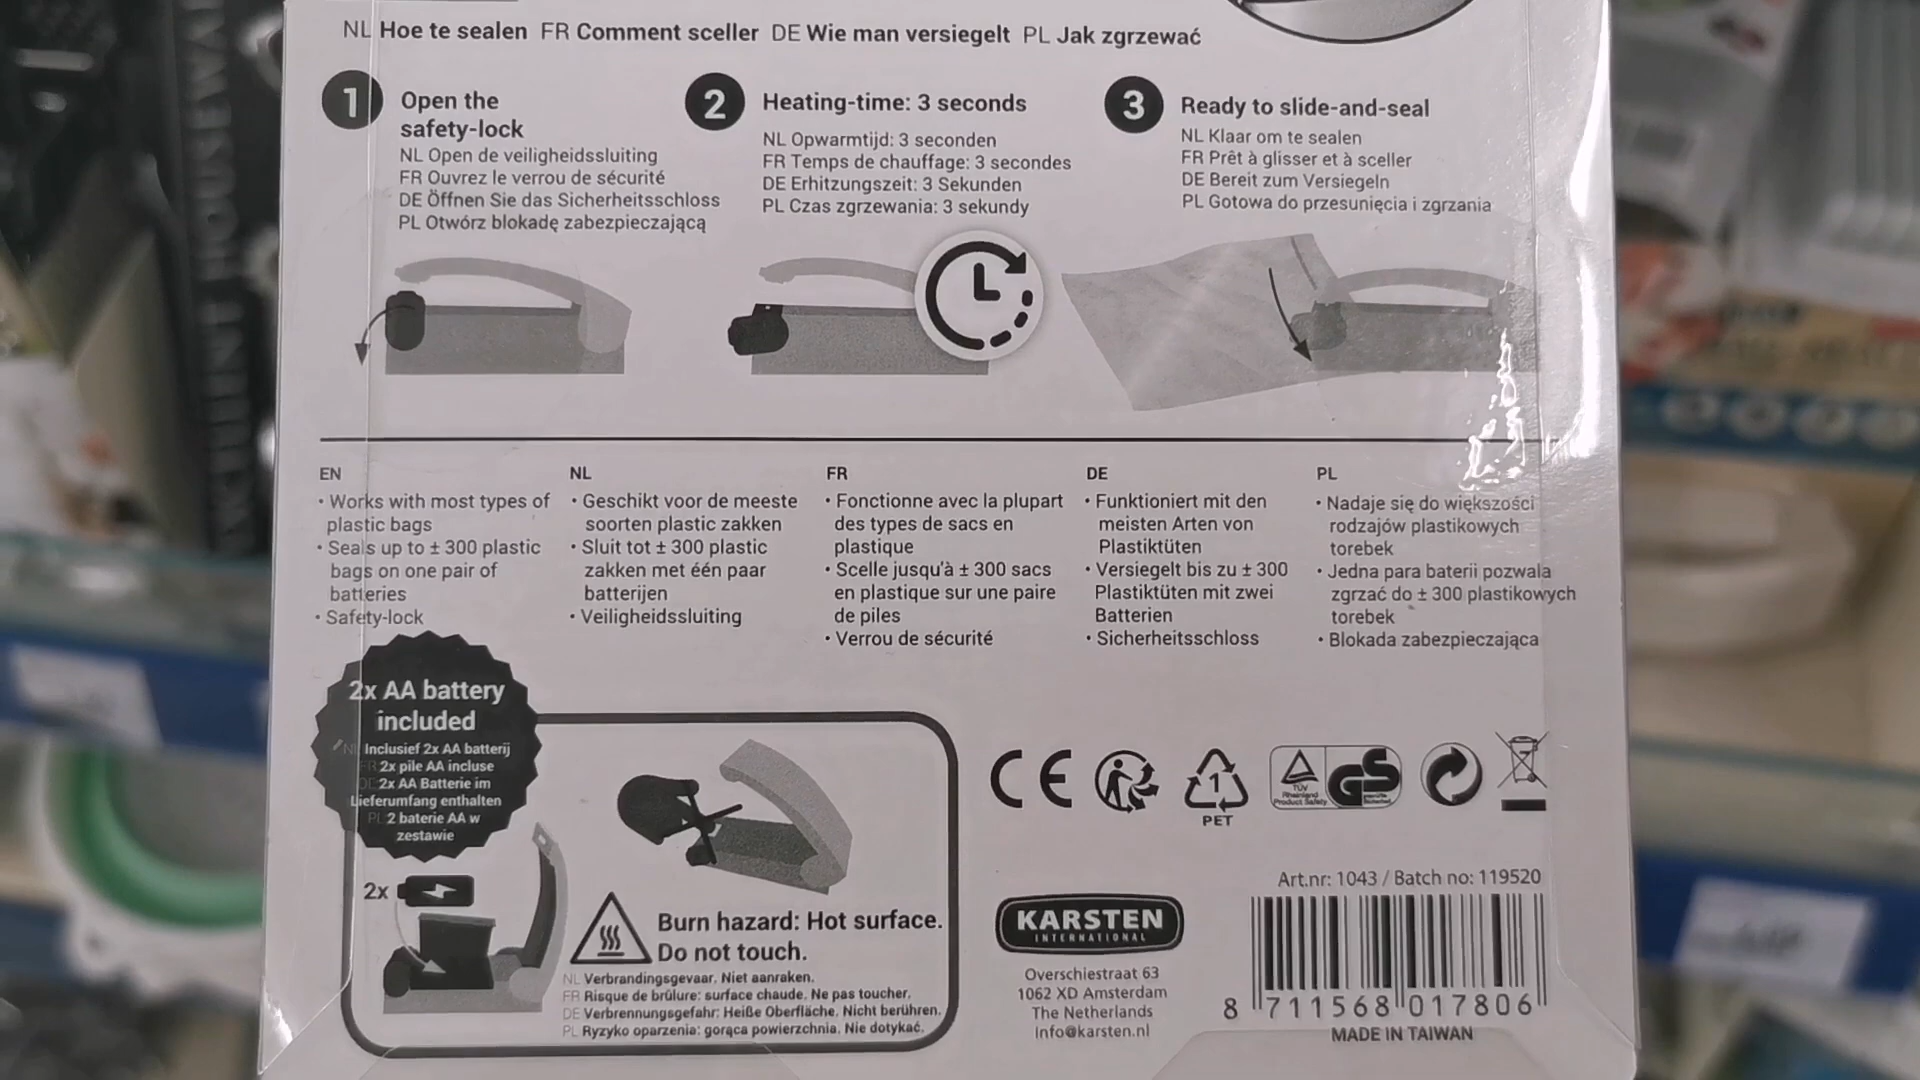 NL Hoe te sealen FR Comment sceller DE Wie man versiegelt PL Jak zgrzewać
1
Open the
safety-lock
NL Open de veiligheidssluiting
FR Ouvrez le verrou de sécurité
DE Öffnen Sie das Sicherheitsschloss
PL Otwórz blokadę zabezpieczającą
2
Heating-time: 3 seconds
NL Opwarmtijd: 3 seconden
FR Temps de chauffage: 3 secondes
DE Erhitzungszeit: 3 Sekunden
PL Czas zgrzewania: 3 sekundy
3
Ready to slide-and-seal
NL Klaar om te sealen
FR Prêt à glisser et à sceller
DE Bereit zum Versiegeln
PL Gotowa do przesunięcia i zgrzania
EN
• Works with most types of
plastic bags
• Seals up to ± 300 plastic
bags on one pair of
batteries
• Safety-lock
NL
• Geschikt voor de meeste
soorten plastic zakken
• Sluit tot ± 300 plastic
zakken met één paar
batterijen
• Veiligheidssluiting
FR
• Fonctionne avec la plupart
des types de sacs en
plastique
• Scelle jusqu'à ± 300 sacs
en plastique sur une paire
de piles
• Verrou de sécurité
DE
• Funktioniert mit den
meisten Arten von
Plastiktüten
• Versiegelt bis zu ± 300
Plastiktüten mit zwei
Batterien
• Sicherheitsschloss
PL
• Nadaje się do większości
rodzajów plastikowych
torebek
• Jedna para baterii pozwala
zgrzać do ± 300 plastikowych
torebek
• Blokada zabezpieczająca
2x AA battery
included
NL Inclusief 2x AA batterij
FR 2x pile AA incluse
DE 2x AA Batterie im
Lieferumfang enthalten
PL 2 baterie AA w
zestawie
2x
Burn hazard: Hot surface.
Do not touch.
NL Verbrandingsgevaar. Niet aanraken.
FR Risque de brûlure: surface chaude. Ne pas toucher.
DE Verbrennungsgefahr: Heiße Oberfläche. Nicht berühren.
PL Ryzyko oparzenia: gorąca powierzchnia. Nie dotykać.
CE
1
PET
TÜV
Rheinland
Product Safety
GS
KARSTEN
INTERNATIONAL
Overschiestraat 63
1062 XD Amsterdam
The Netherlands
Info@karsten.nl
Art.nr: 1043 / Batch no: 119520
8 711568 017806
MADE IN TAIWAN